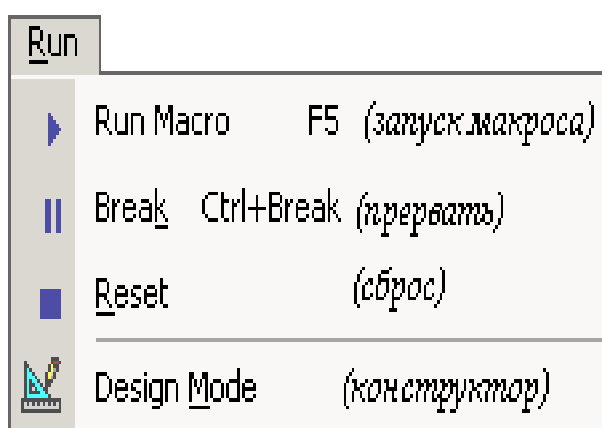 Run
Run Macro F5 (запуск макроса)
Break Ctrl+Break (прервать)
Reset (сброс)
Design Mode (конструктор)